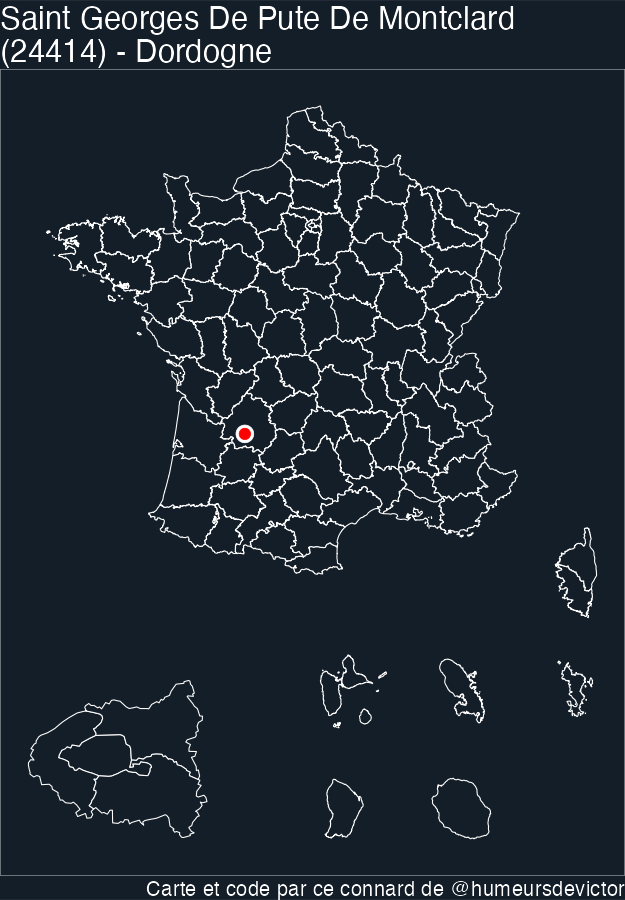 Saint Georges De Pute De Montclard
(24414) - Dordogne
Carte et code par ce connard de @humeursdevictor